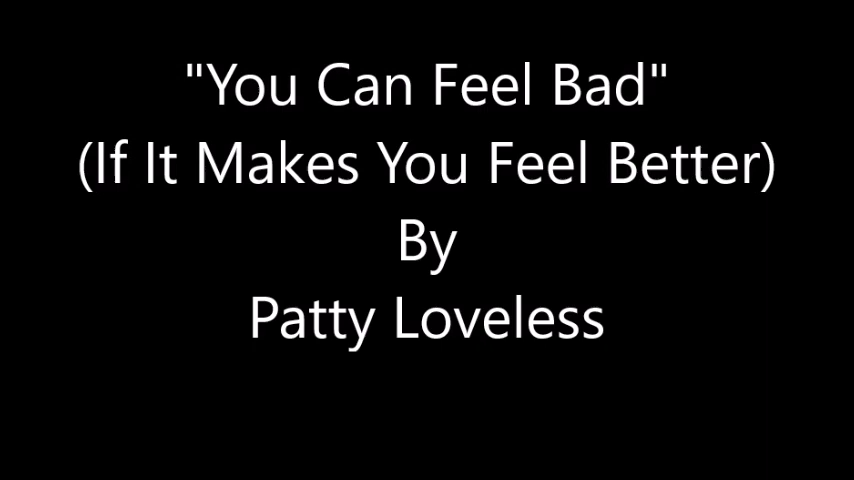 "You Can Feel Bad"
(If It Makes You Feel Better)
By
Patty Loveless